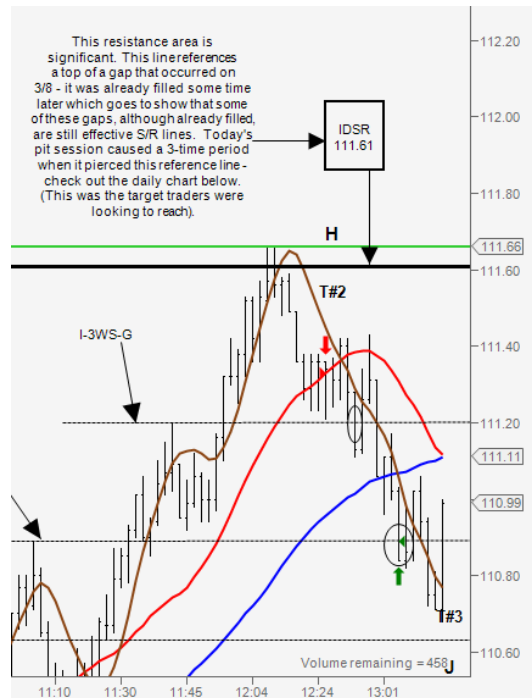 This resistance area is
significant. This line references
a top of a gap that occurred on
3/8 - it was already filled some time
later which goes to show that some
of these gaps, although already filled,
are still effective S/R lines. Today's
pit session caused a 3-time period
when it pierced this reference line -
check out the daily chart below.
(This was the target traders were
looking to reach).
IDSR
111.61
H
T#2
I-3WS-G
T#3
Volume remaining = 458
J
112.20
112.00
111.80
111.66
111.60
111.40
111.20
111.11
110.99
110.80
110.60
11:10
11:30
11:45
12:04
12:24
13:01